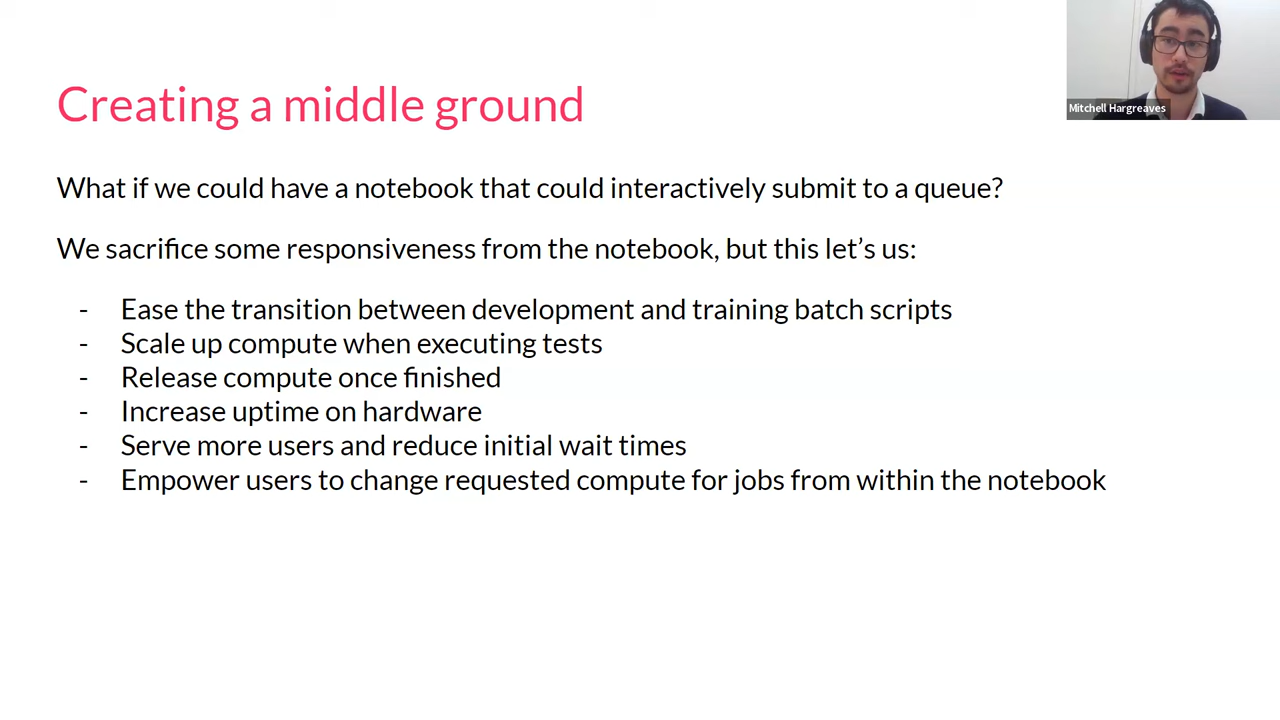 Creating a middle ground
Mitchell Hargreaves
What if we could have a notebook that could interactively submit to a queue?
We sacrifice some responsiveness from the notebook, but this let’s us:
- Ease the transition between development and training batch scripts
- Scale up compute when executing tests
- Release compute once finished
- Increase uptime on hardware
- Serve more users and reduce initial wait times
- Empower users to change requested compute for jobs from within the notebook